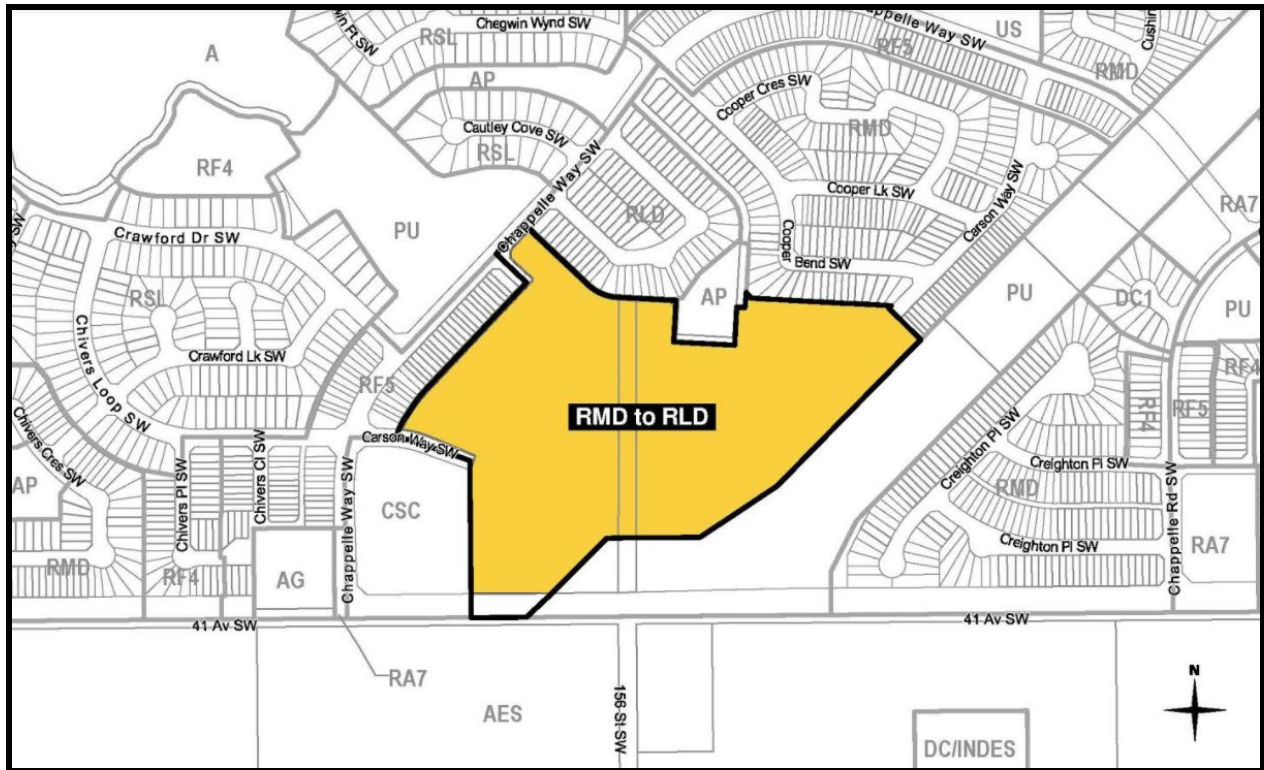 Chegwin Wynd SW
RSL
A
AP
US
RF5
RMD
Cooper Cres SW
Cautley Cove SW
RSL
RMD
RF4
Chappelle Way SW
Cooper Lk SW
Carson Way SW
RA7
PU
RLD
Crawford Dr SW
Cooper
Bend SW
RSL
AP
PU
DC1
PU
Chivers Loop SW
Crawford Lk SW
RF5
RF4
RF5
RF4
RMD to RLD
Carson Way SW
Creighton Pl SW
Creighton Pl SW
Chivers Cres SW
AP
Chivers Pl SW
Chivers Cl SW
Chappelle Way SW
CSC
RMD
Chappelle Rd SW
RMD
RF4
AG
Creighton Pl SW
RA7
41 Av SW
41 Av SW
RA7
AES
156 St SW
N
DC/INDES